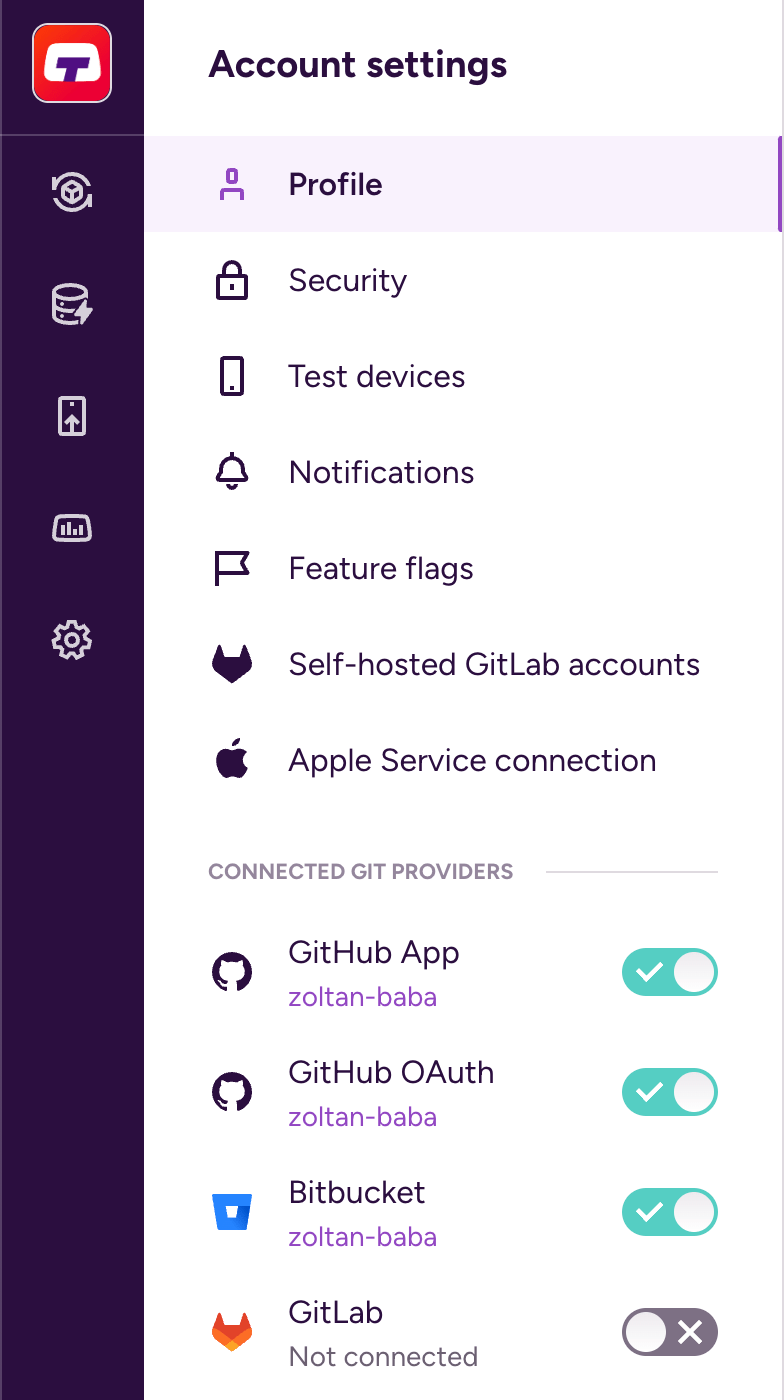 Account settings
Profile
Security
Test devices
Notifications
Feature flags
Self-hosted GitLab accounts
Apple Service connection
CONNECTED GIT PROVIDERS
GitHub App
zoltan-baba
GitHub OAuth
zoltan-baba
Bitbucket
zoltan-baba
GitLab
Not connected